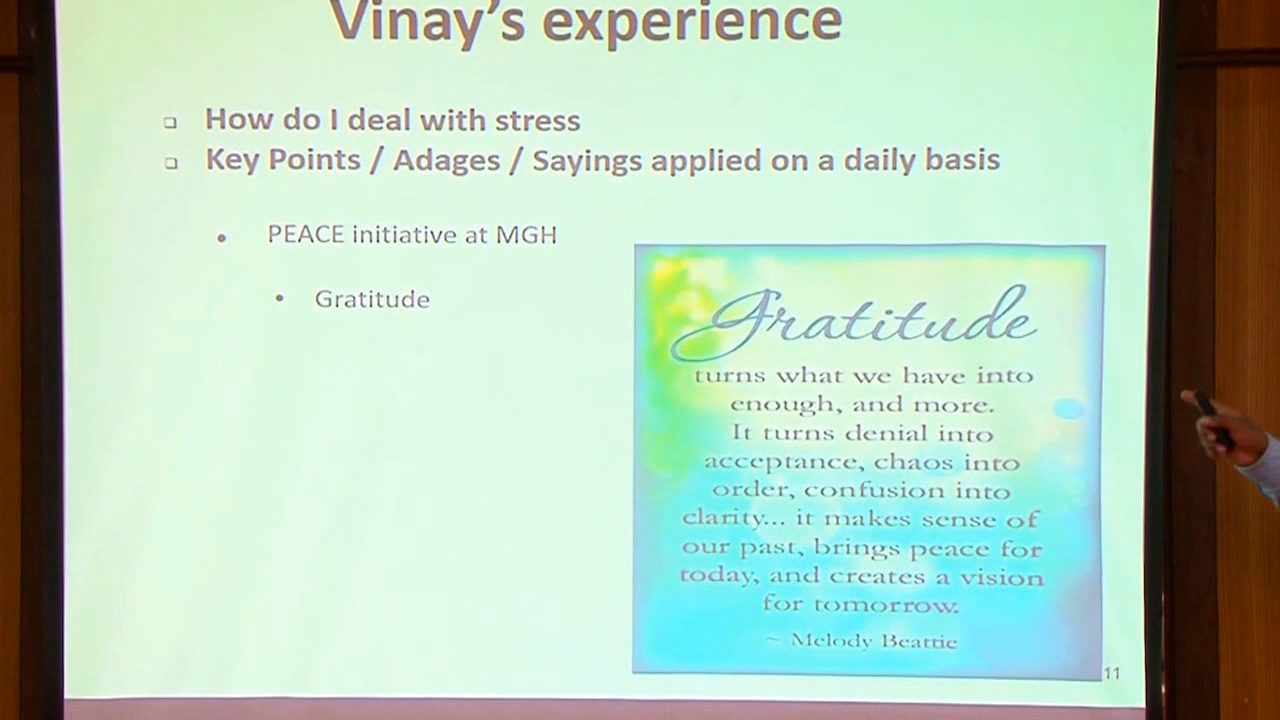 Vinay's experience
How do I deal with stress
Key Points / Adages / Sayings applied on a daily basis
PEACE initiative at MGH
Gratitude
Gratitude
turns what we have into
enough, and more.
It turns denial into
acceptance, chaos into
order, confusion into
clarity... it makes sense of
our past, brings peace for
today, and creates a vision
for tomorrow.
~ Melody Beattie
11